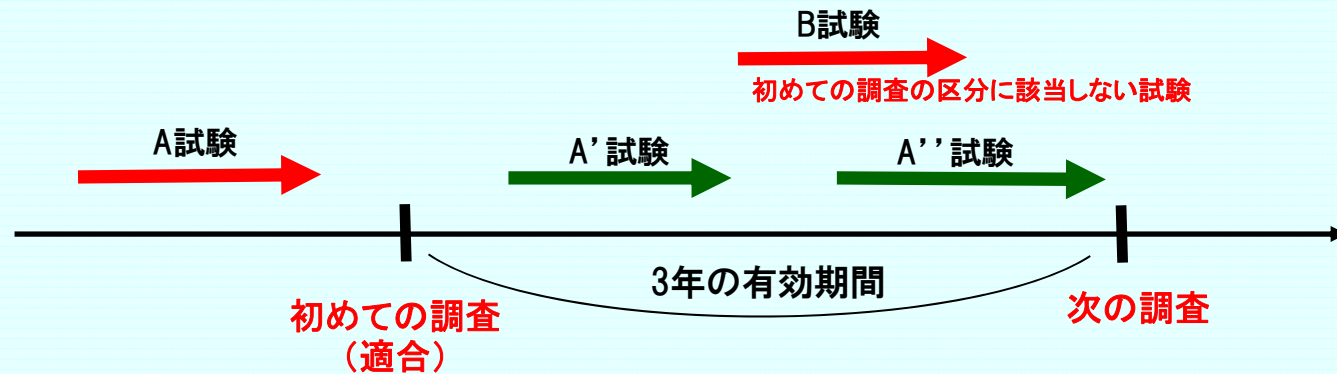 B試験
初めての調査の区分に該当しない試験
A試験
A’試験
A’’試験
3年の有効期間
初めての調査
（適合）
次の調査